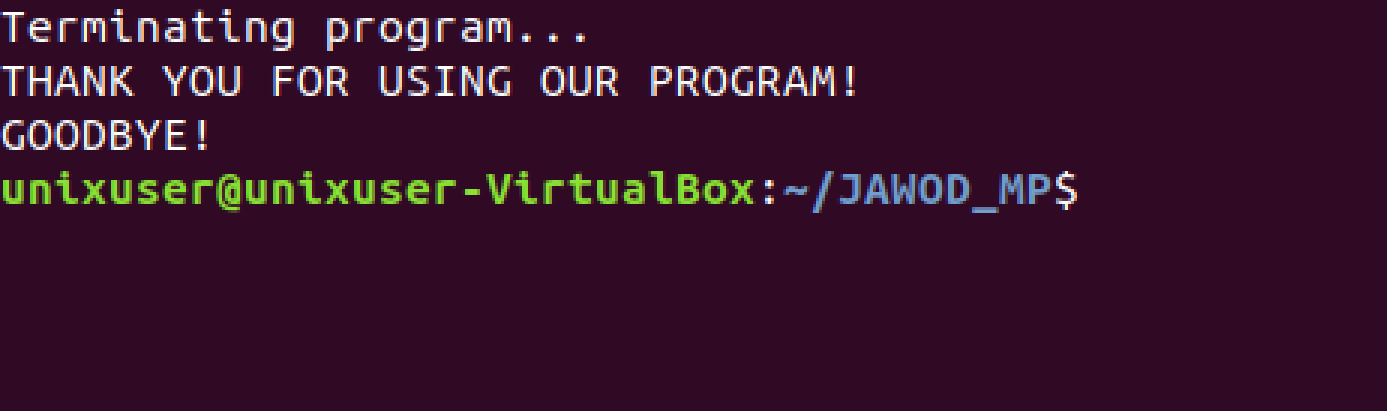 Terminating program...
THANK YOU FOR USING OUR PROGRAM!
GOODBYE!
unixuser@unixuser-VirtualBox:~/JAWOD_MP$